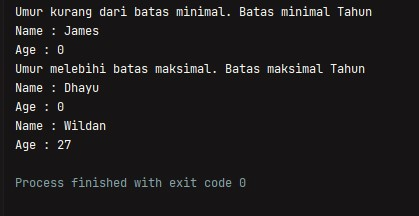 Umur kurang dari batas minimal. Batas minimal Tahun
Name : James
Age : 0
Umur melebihi batas maksimal. Batas maksimal Tahun
Name : Dhayu
Age : 0
Name : Wildan
Age : 27
Process finished with exit code 0